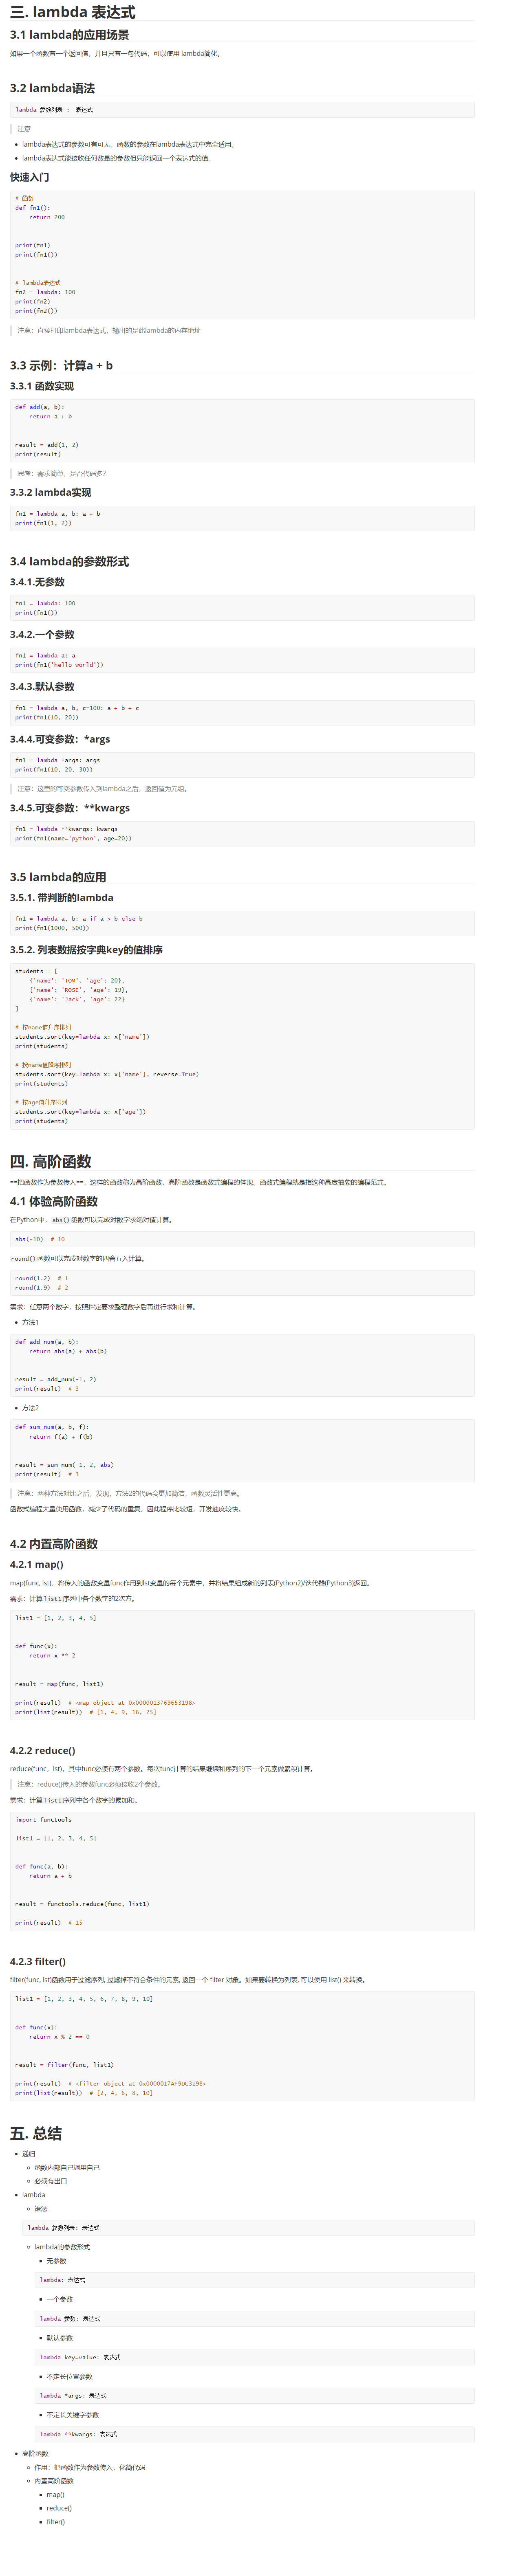 三. lambda 表达式
3.1 lambda的应用场景
如果一个函数有一个返回值，并且只有一句代码，可以使用 lambda简化。
3.2 lambda语法
lambda 参数列表 ： 表达式
注意
lambda表达式的参数可有可无，函数的参数在lambda表达式中完全适用。
lambda表达式能接收任何数量的参数但只能返回一个表达式的值。
快速入门
# 函数
def fn1():
    return 200
print(fn1)
print(fn1())
# lambda表达式
fn2 = lambda: 100
print(fn2)
print(fn2())
注意：直接打印lambda表达式，输出的是此lambda的内存地址
3.3 示例：计算a + b
3.3.1 函数实现
def add(a, b):
    return a + b
result = add(1, 2)
print(result)
思考：需求简单，是否代码多?
3.3.2 lambda实现
fn1 = lambda a, b: a + b
print(fn1(1, 2))
3.4 lambda的参数形式
3.4.1.无参数
fn1 = lambda: 100
print(fn1())
3.4.2.一个参数
fn1 = lambda a: a
print(fn1('hello world'))
3.4.3.默认参数
fn1 = lambda a, b, c=100: a + b + c
print(fn1(10, 20))
3.4.4.可变参数：*args
fn1 = lambda *args: args
print(fn1(10, 20, 30))
注意：这里的可变参数传入到lambda之后，返回值为元组。
3.4.5.可变参数：**kwargs
fn1 = lambda **kwargs: kwargs
print(fn1(name='python', age=20))
3.5 lambda的应用
3.5.1. 带判断的lambda
fn1 = lambda a, b: a if a > b else b
print(fn1(1000, 500))
3.5.2. 列表数据按字典key的值排序
students = [
    {'name': 'TOM', 'age': 20},
    {'name': 'ROSE', 'age': 19},
    {'name': 'Jack', 'age': 22}
]
# 按name值升序排列
students.sort(key=lambda x: x['name'])
print(students)
# 按name值降序排列
students.sort(key=lambda x: x['name'], reverse=True)
print(students)
# 按age值升序排列
students.sort(key=lambda x: x['age'])
print(students)
四. 高阶函数
==把函数作为参数传入==，这样的函数称为高阶函数，高阶函数是函数式编程的体现。函数式编程就是指这种高度抽象的编程范式。
4.1 体验高阶函数
在Python中，abs()函数可以完成对数字求绝对值计算。
abs(-10)  # 10
round()函数可以完成对数字的四舍五入计算。
round(1.2)  # 1
round(1.9)  # 2
需求：任意两个数字，按照指定要求整理数字后再进行求和计算。
方法1
def add_num(a, b):
    return abs(a) + abs(b)
result = add_num(-1, 2)
print(result)  # 3
方法2
def sum_num(a, b, f):
    return f(a) + f(b)
result = sum_num(-1, 2, abs)
print(result)  # 3
注意：两种方法对比之后，发现，方法2的代码会更加简洁，函数灵活性更高。
函数式编程大量使用函数，减少了代码的重复，因此程序比较短，开发速度较快。
4.2 内置高阶函数
4.2.1 map()
map(func, lst)，将传入的函数变量func作用到lst变量的每个元素中，并将结果组成新的列表(Python2)/迭代器(Python3)返回。
需求：计算list1序列中各个数字的2次方。
list1 = [1, 2, 3, 4, 5]
def func(x):
    return x ** 2
result = map(func, list1)
print(result)  # <map object at 0x0000013769653198>
print(list(result))  # [1, 4, 9, 16, 25]
4.2.2 reduce()
reduce(func，lst)，其中func必须有两个参数。每次func计算的结果继续和序列的下一个元素做累积计算。
注意：reduce()传入的参数func必须接收2个参数。
需求：计算list1序列中各个数字的累加和。
import functools
list1 = [1, 2, 3, 4, 5]
def func(a, b):
    return a + b
result = functools.reduce(func, list1)
print(result)  # 15
4.2.3 filter()
filter(func, lst)函数用于过滤序列, 过滤掉不符合条件的元素, 返回一个 filter 对象。如果要转换为列表, 可以使用 list() 来转换。
list1 = [1, 2, 3, 4, 5, 6, 7, 8, 9, 10]
def func(x):
    return x % 2 == 0
result = filter(func, list1)
print(result)  # <filter object at 0x0000017AF9DC3198>
print(list(result))  # [2, 4, 6, 8, 10]
五. 总结
递归
函数内部自己调用自己
必须有出口
lambda
语法
lambda 参数列表: 表达式
lambda的参数形式
无参数
lambda: 表达式
一个参数
lambda 参数: 表达式
默认参数
lambda key=value: 表达式
不定长位置参数
lambda *args: 表达式
不定长关键字参数
lambda **kwargs: 表达式
高阶函数
作用：把函数作为参数传入，化简代码
内置高阶函数
map()
reduce()
filter()